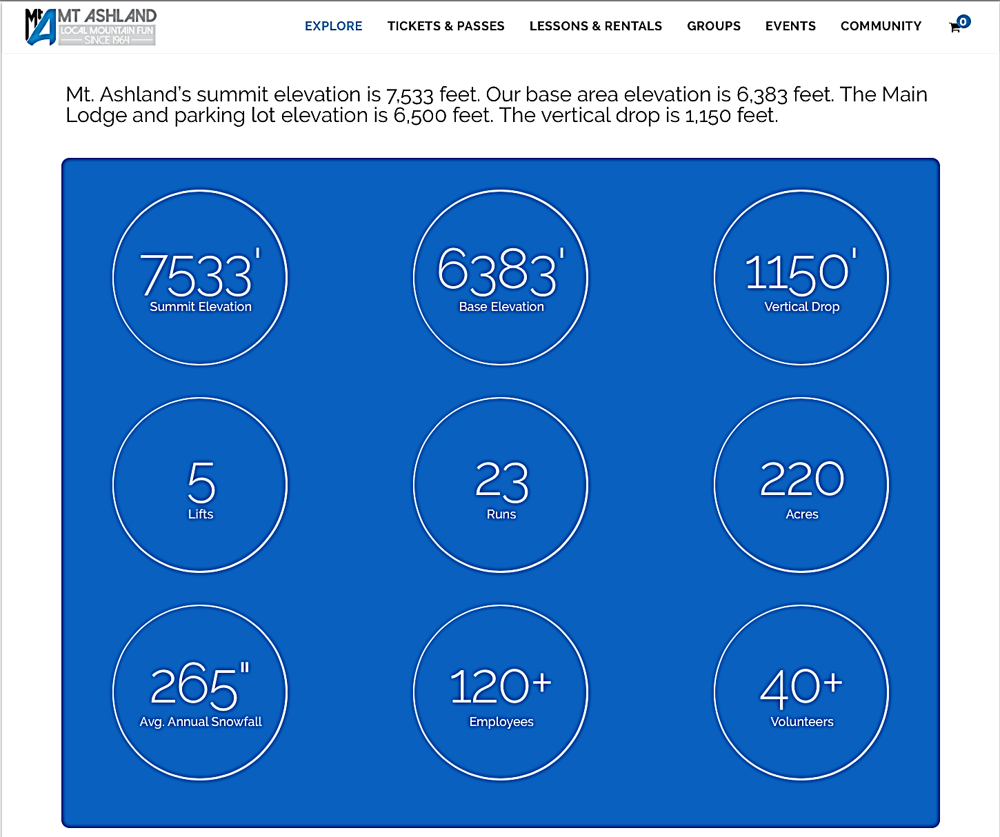 Mt. MT ASHLAND
A LOCAL MOUNTAIN FUN
SINCE 1964
EXPLORE TICKETS & PASSES LESSONS & RENTALS GROUPS EVENTS COMMUNITY 0
Mt. Ashland’s summit elevation is 7,533 feet. Our base area elevation is 6,383 feet. The Main
Lodge and parking lot elevation is 6,500 feet. The vertical drop is 1,150 feet.
7533'
Summit Elevation
6383'
Base Elevation
1150'
Vertical Drop
5
Lifts
23
Runs
220
Acres
265"
Avg. Annual Snowfall
120+
Employees
40+
Volunteers